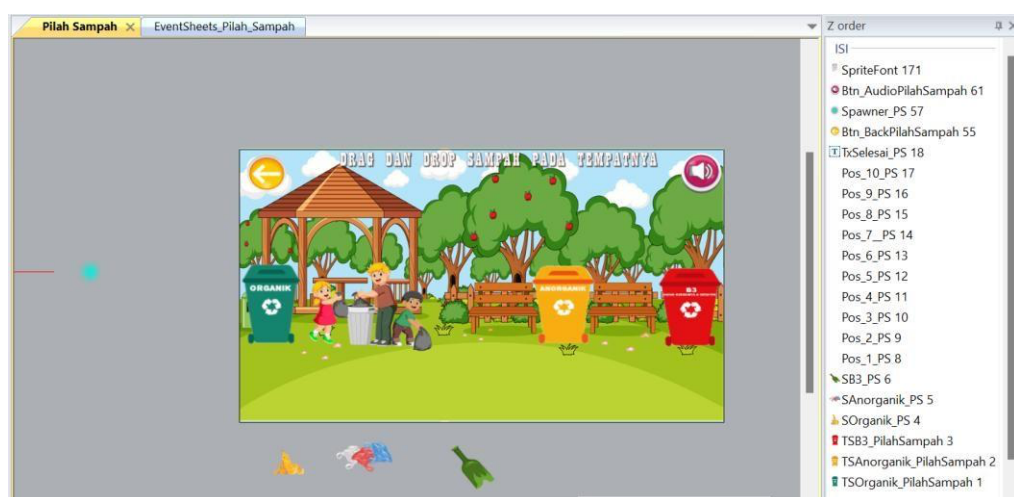 Pilah Sampah
EventSheets_Pilah_Sampah
DRAG DAN DROP SAMPAH PADA TEMPATNYA
ORGANIK
ANORGANIK
B3
Z order
ISI
SpriteFont 171
Btn_AudioPilahSampah 61
Spawner_PS 57
Btn_BackPilahSampah 55
T TxSelesai_PS 18
Pos_10_PS 17
Pos_9_PS 16
Pos_8_PS 15
Pos_7__PS 14
Pos_6_PS 13
Pos_5_PS 12
Pos_4_PS 11
Pos_3_PS 10
Pos_2_PS 9
Pos_1_PS 8
SB3_PS 6
SAnorganik_PS 5
SOrganik_PS 4
TSB3_PilahSampah 3
TSAnorganik_PilahSampah 2
TSOrganik_PilahSampah 1